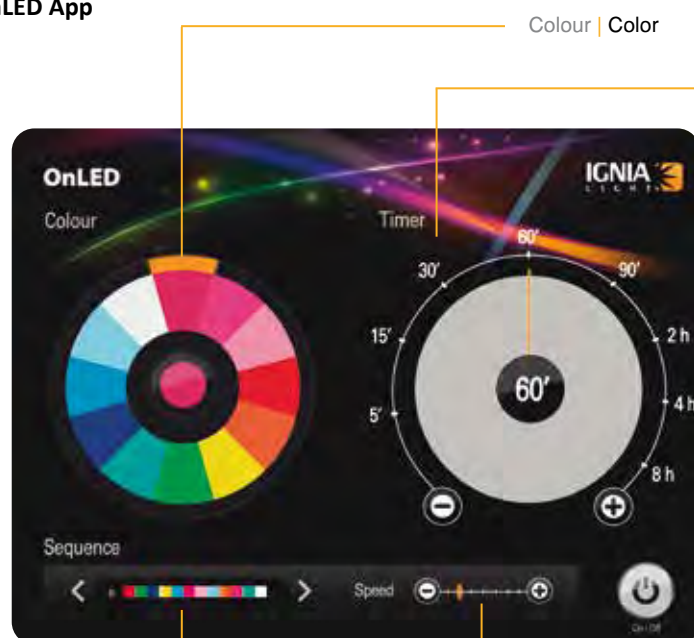 LED App
Colour | Color
OnLED
IGNIA
LIGHTS
Colour
Timer
60'
30'
90'
15'
2 h
60'
5'
4 h
8 h
Sequence
Speed
On / Off